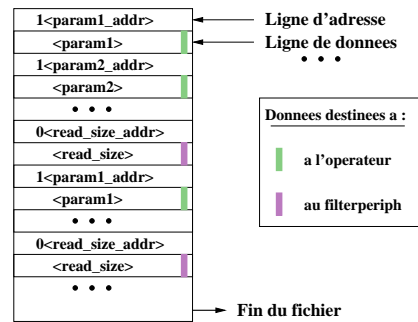 1<param1_addr>
<param1>
1<param2_addr>
<param2>
• • •
0<read_size_addr>
<read_size>
1<param1_addr>
<param1>
• • •
0<read_size_addr>
<read_size>
• • •
Ligne d'adresse
Ligne de donnees
• • •
Donnees destinees a :
a l'operateur
au filterperiph
Fin du fichier